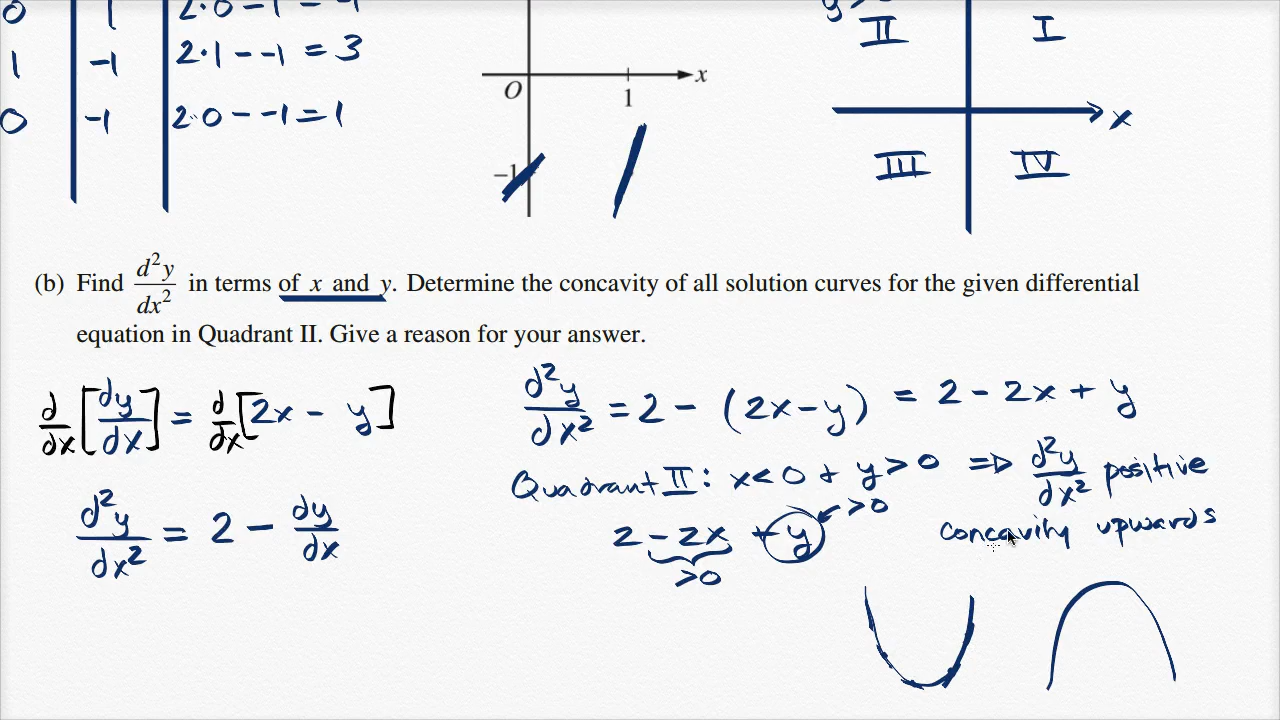 0 1 2·0-1=-1
1 -1 2·1--1=3
0 -1 2·0--1=1
O 1 x
-1
y
II I
x
III IV
(b) Find d²y/dx² in terms of x and y. Determine the concavity of all solution curves for the given differential
equation in Quadrant II. Give a reason for your answer.
d/dx[dy/dx] = d/dx[2x - y]
d²y/dx² = 2 - dy/dx
d²y/dx² = 2 - (2x-y) = 2 - 2x + y
Quadrant II: x<0 + y>0 ⇒ d²y/dx² positive
2 - 2x + y >0
>0
concavity upwards